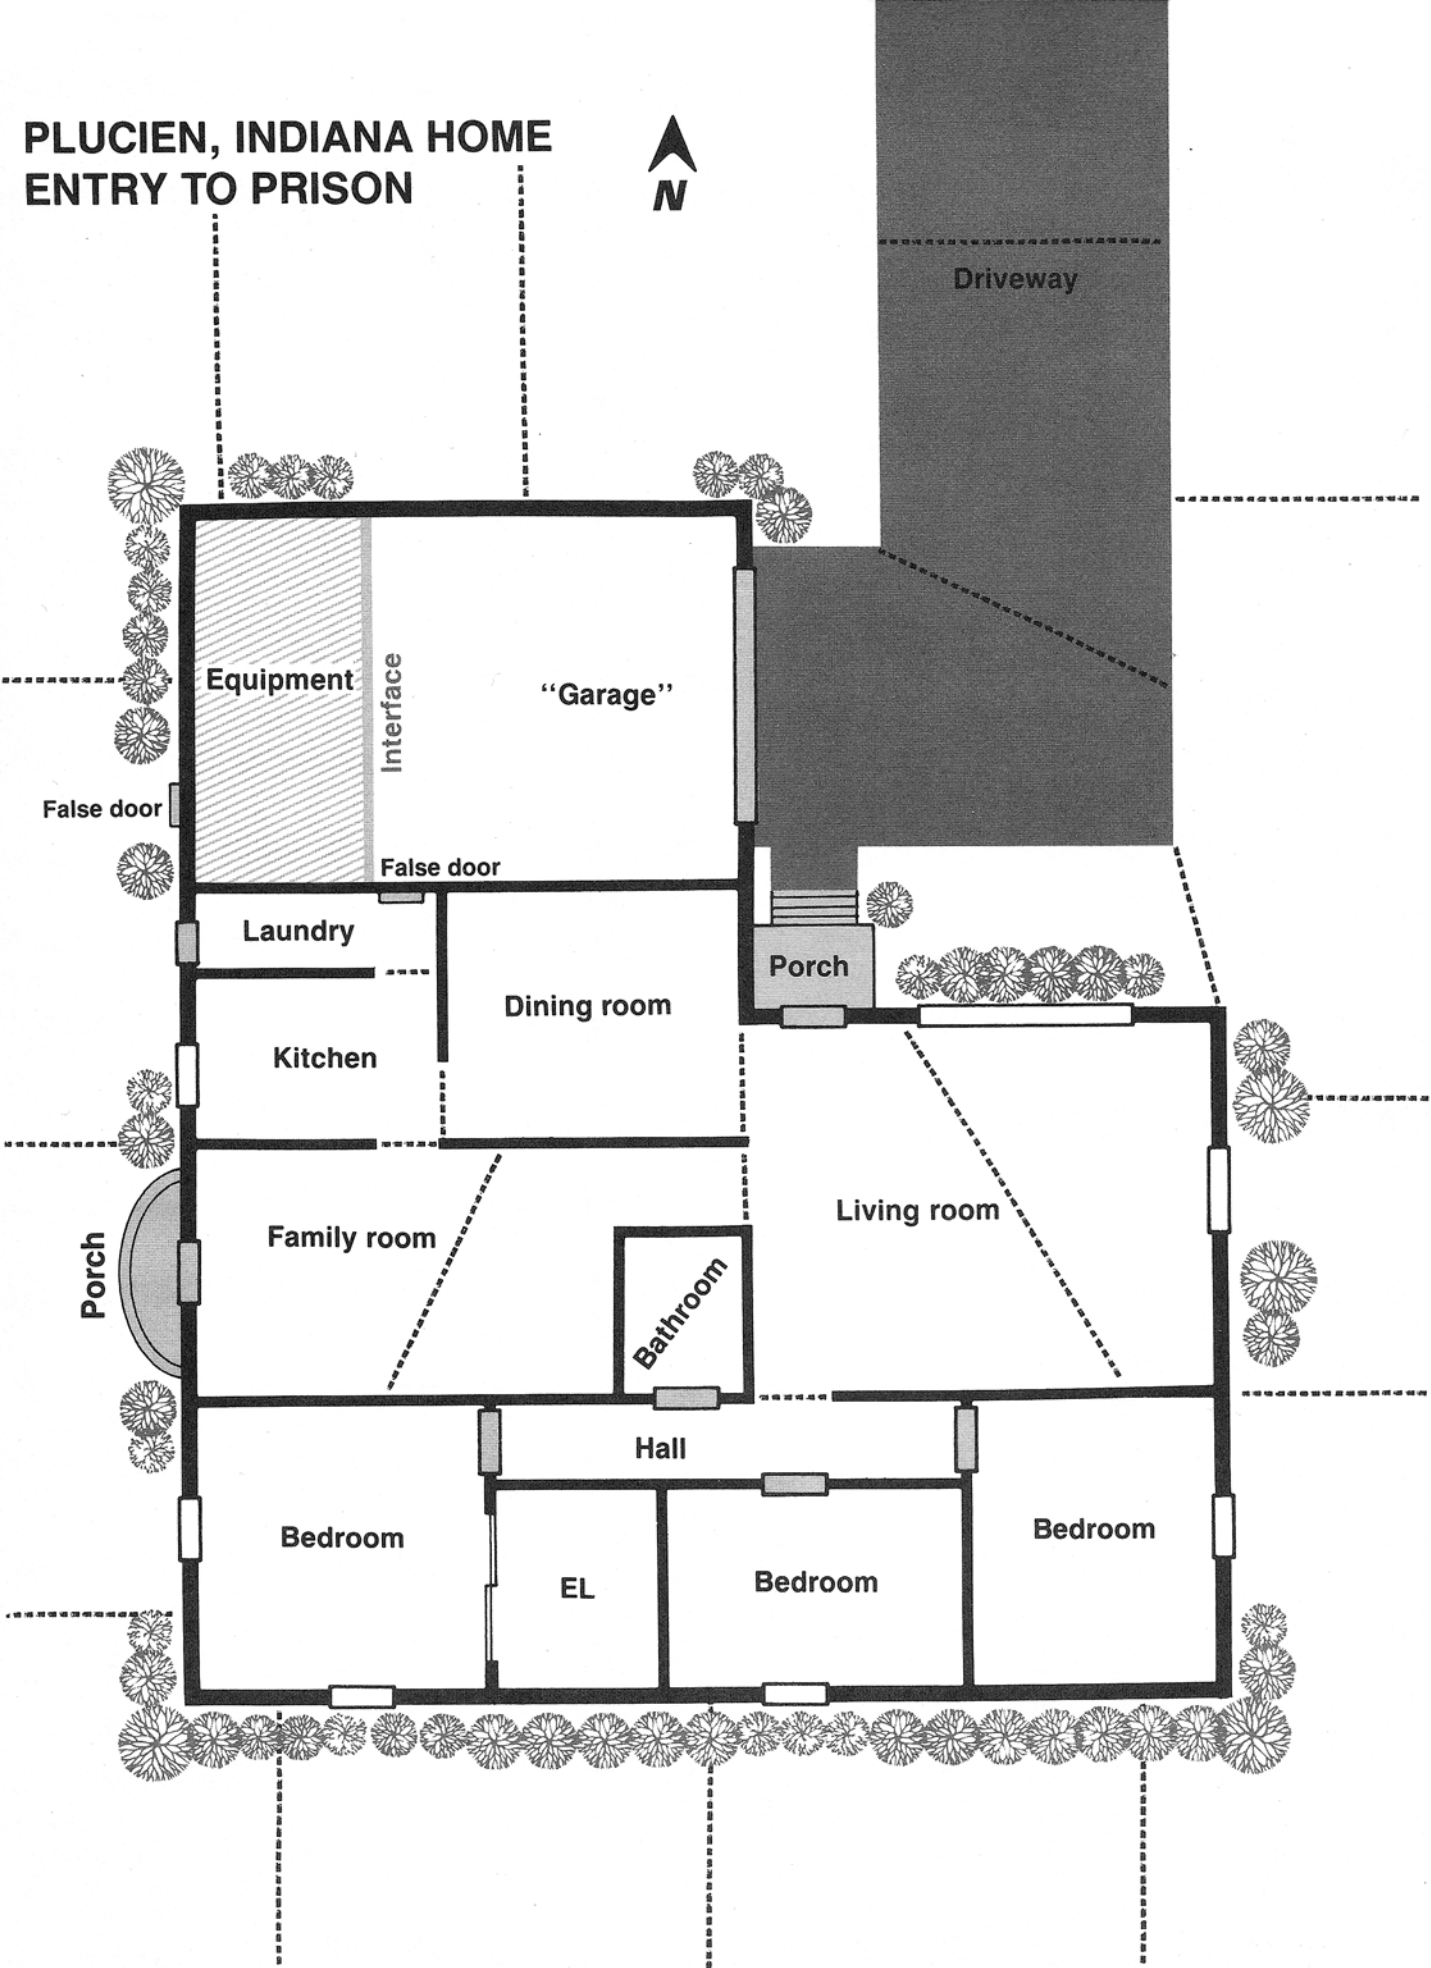 PLUCIEN, INDIANA HOME
ENTRY TO PRISON
N
Driveway
Equipment
Interface
“Garage”
False door
False door
Laundry
Porch
Dining room
Kitchen
Living room
Family room
Porch
Bathroom
Hall
Bedroom
Bedroom
EL
Bedroom